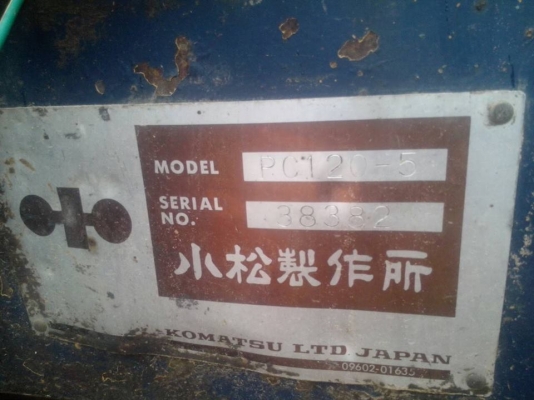 MODEL PC120-5
SERIAL NO. 38382
小松製作所
KOMATSU LTD JAPAN
09602-01635